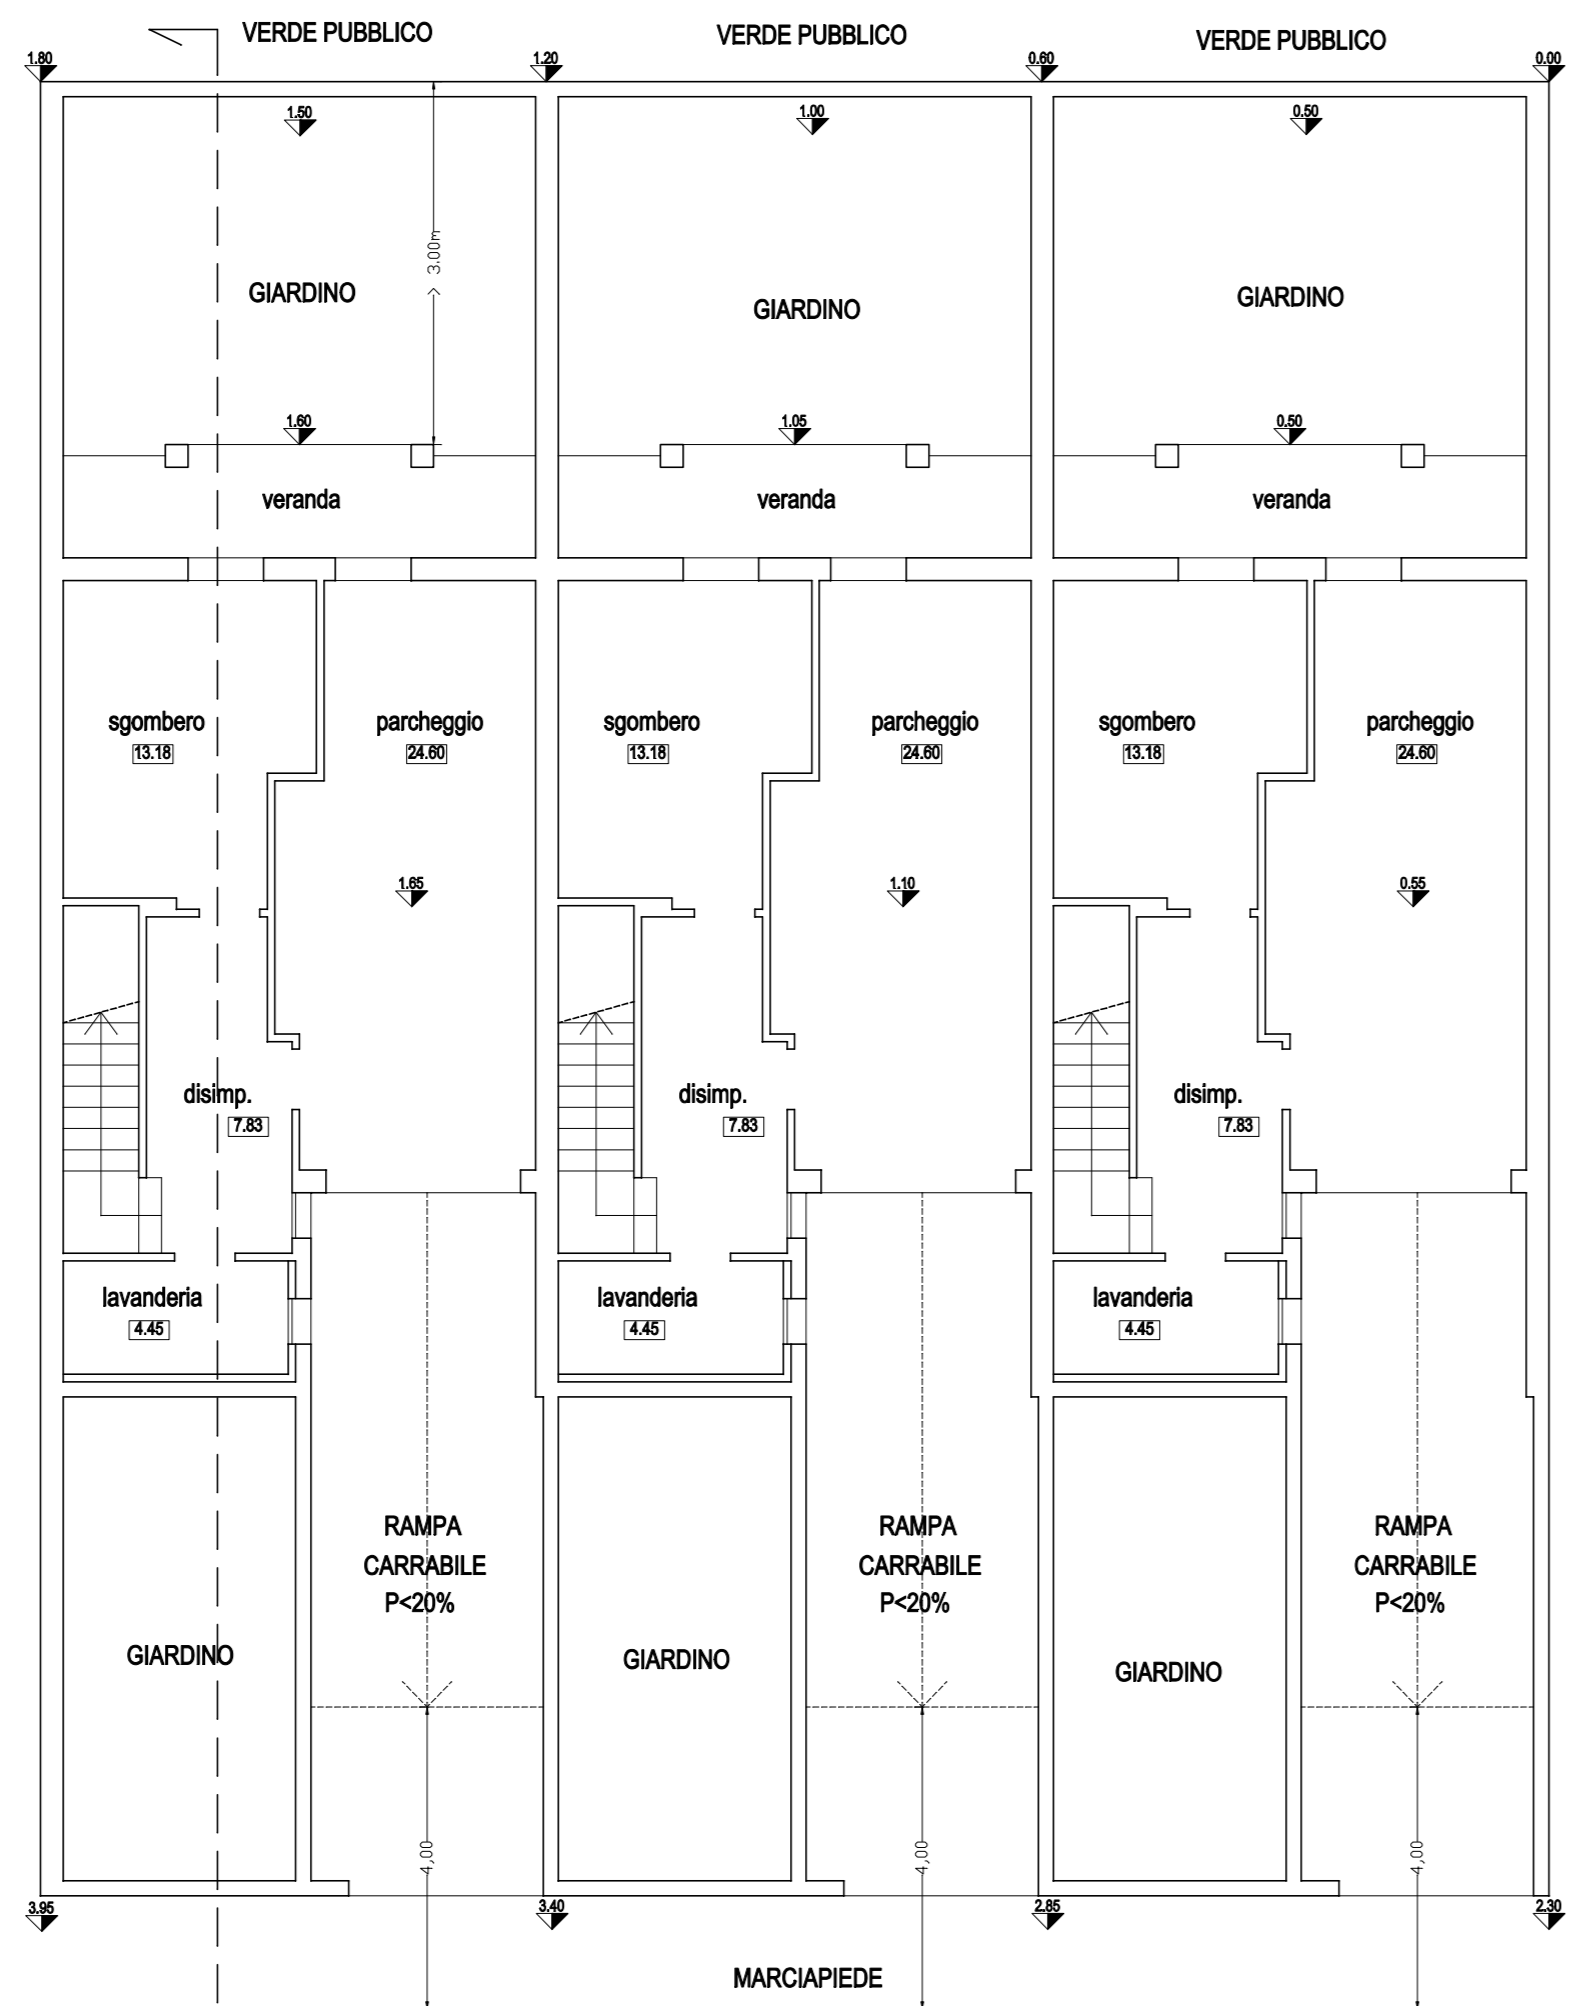 VERDE PUBBLICO VERDE PUBBLICO VERDE PUBBLICO
1.80 1.20 0.60 0.00
1.50 1.00 0.50
> 3.00m
GIARDINO GIARDINO GIARDINO
1.60 1.05 0.50
veranda veranda veranda
sgombero parcheggio sgombero parcheggio sgombero parcheggio
13.18 24.60 13.18 24.60 13.18 24.60
1.65 1.10 0.55
disimp. disimp. disimp.
7.83 7.83 7.83
lavanderia lavanderia lavanderia
4.45 4.45 4.45
RAMPA RAMPA RAMPA
CARRABILE CARRABILE CARRABILE
P<20% P<20% P<20%
GIARDINO GIARDINO GIARDINO
4,00 4,00 4,00
3.95 3.40 2.85 2.30
MARCIAPIEDE